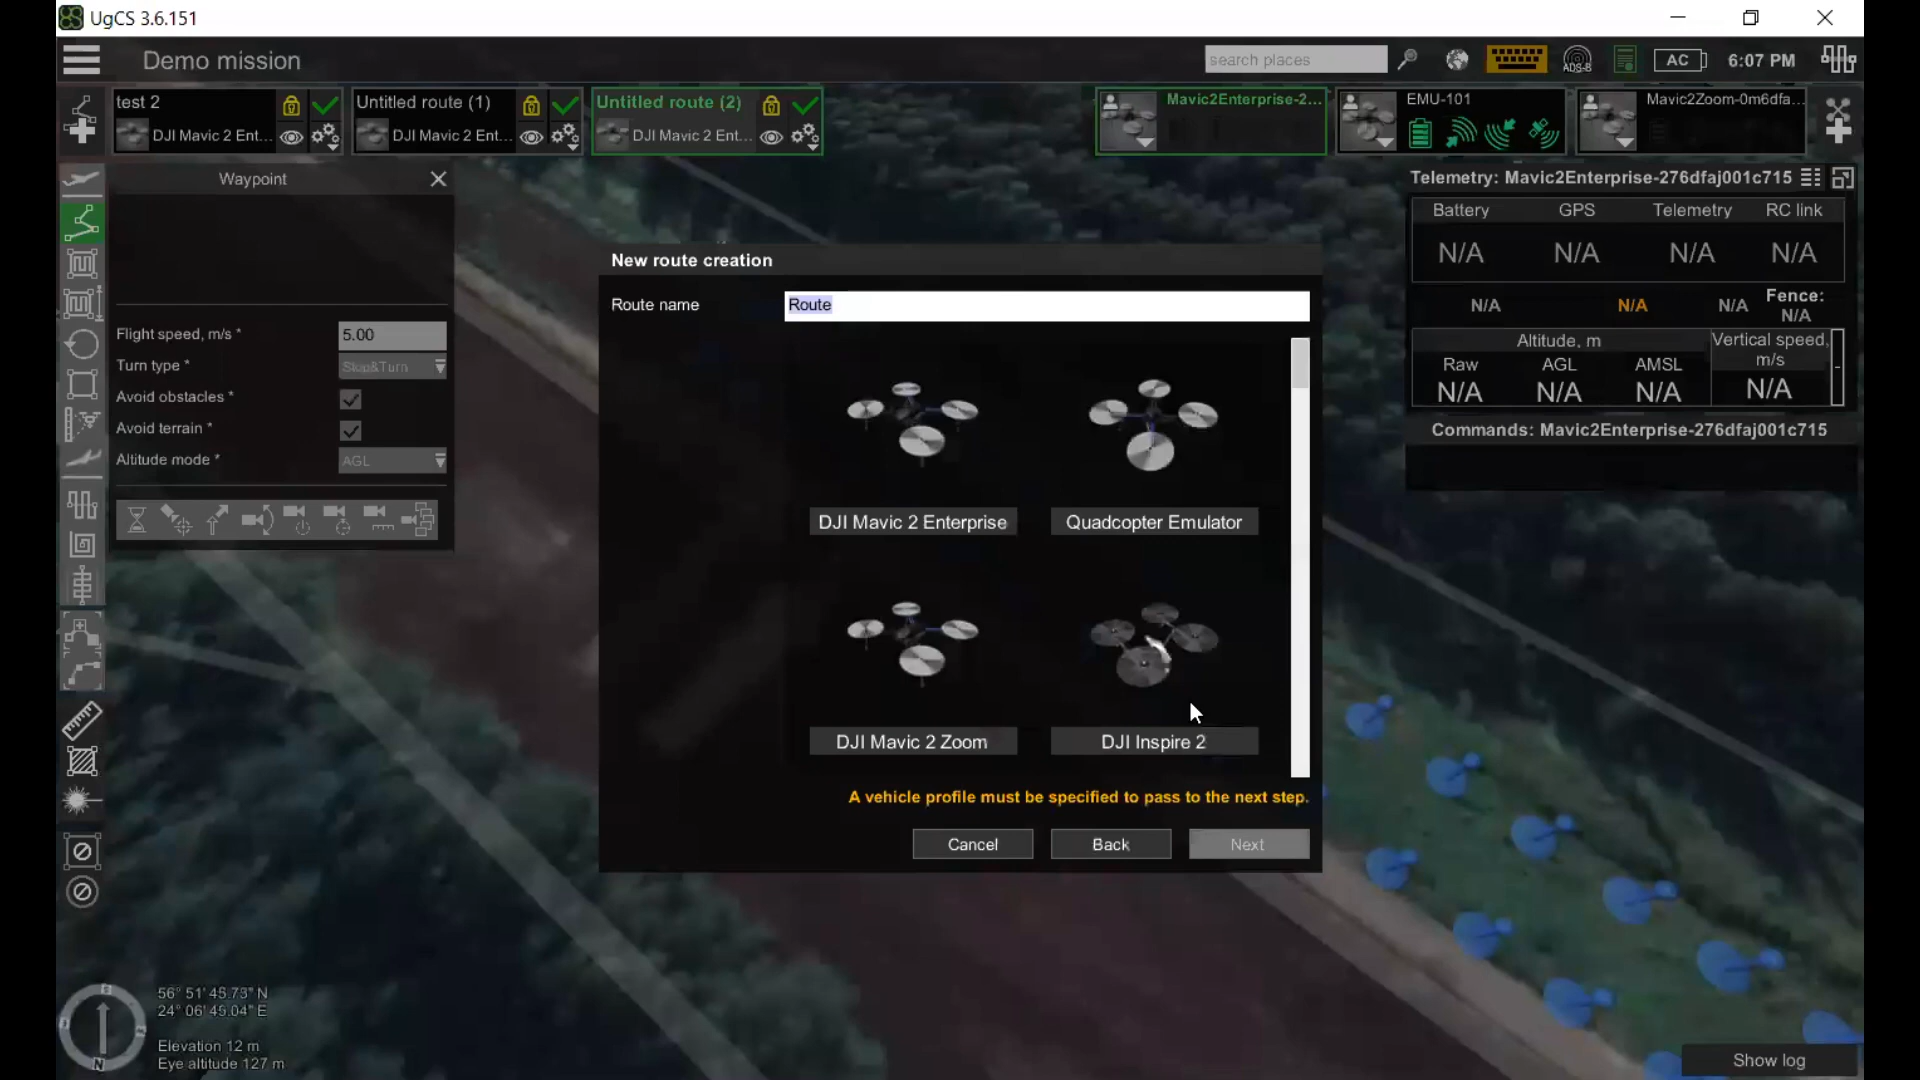 UgCS 3.6.151
Demo mission
search places
ADS-B
AC
6:07 PM
test 2
DJI Mavic 2 Ent...
Untitled route (1)
DJI Mavic 2 Ent...
Untitled route (2)
DJI Mavic 2 Ent...
Mavic2Enterprise-2...
EMU-101
Mavic2Zoom-0m6dfa...
Waypoint
Flight speed, m/s *
5.00
Turn type *
Stop&Turn
Avoid obstacles *
Avoid terrain *
Altitude mode *
AGL
New route creation
Route name
Route
DJI Mavic 2 Enterprise
Quadcopter Emulator
DJI Mavic 2 Zoom
DJI Inspire 2
A vehicle profile must be specified to pass to the next step.
Cancel
Back
Next
Telemetry: Mavic2Enterprise-276dfaj001c715
Battery GPS Telemetry RC link
N/A N/A N/A N/A
N/A N/A N/A Fence:
N/A
Altitude, m
Raw AGL AMSL
N/A N/A N/A
Vertical speed,
m/s
N/A
-
Commands: Mavic2Enterprise-276dfaj001c715
N
56° 51' 45.73" N
24° 06' 45.04" E
Elevation 12 m
Eye altitude 127 m
Show log